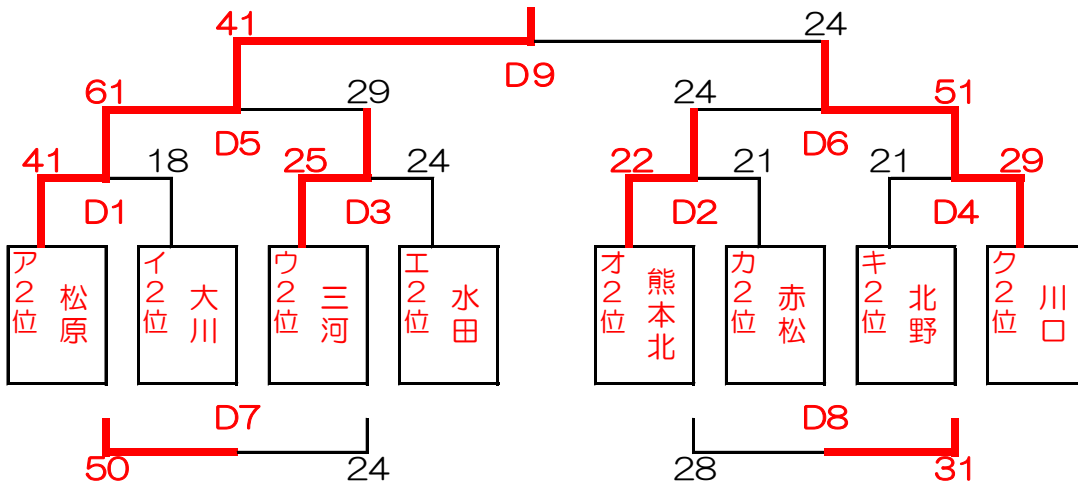 41 24
D9
61 29 24 51
D5 D6
41 18 25 24 22 21 21 29
D1 D3 D2 D4
ア2位 松原
イ2位 大川
ウ2位 三河
エ2位 水田
オ2位 熊本北
カ2位 赤松
キ2位 北野
ク2位 川口
D7 D8
50 24 28 31